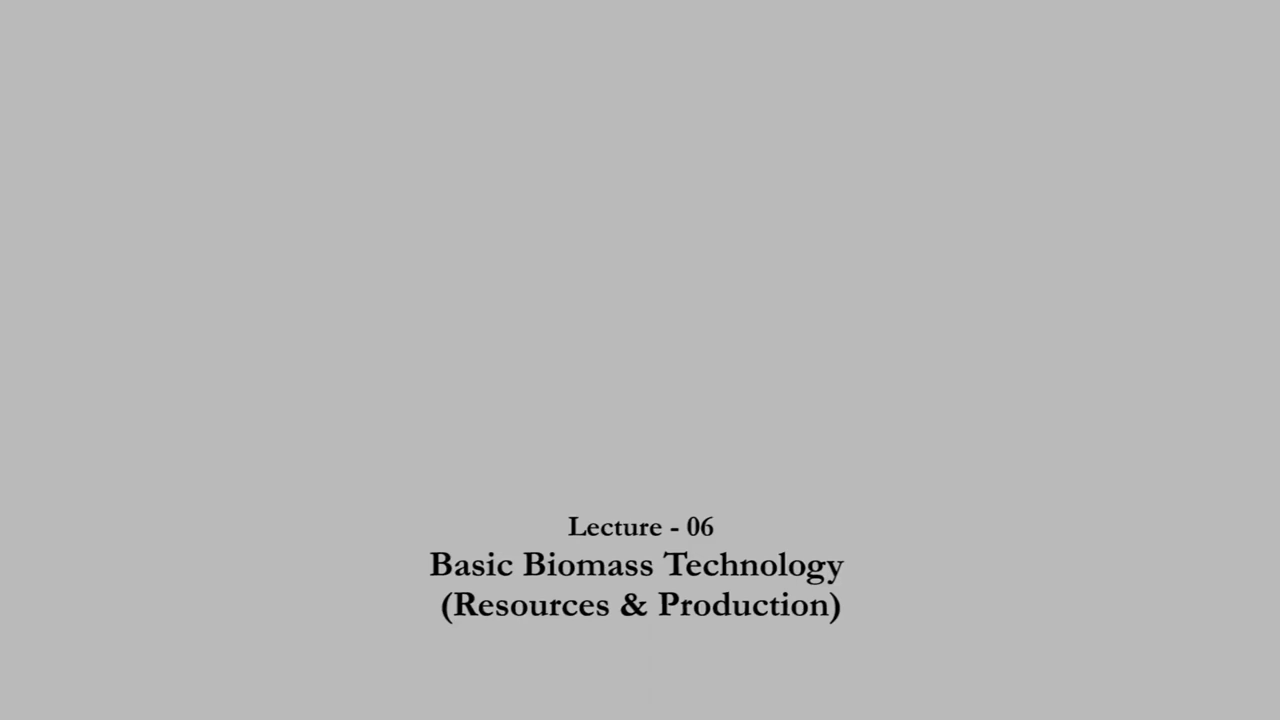 Lecture - 06
Basic Biomass Technology
(Resources & Production)